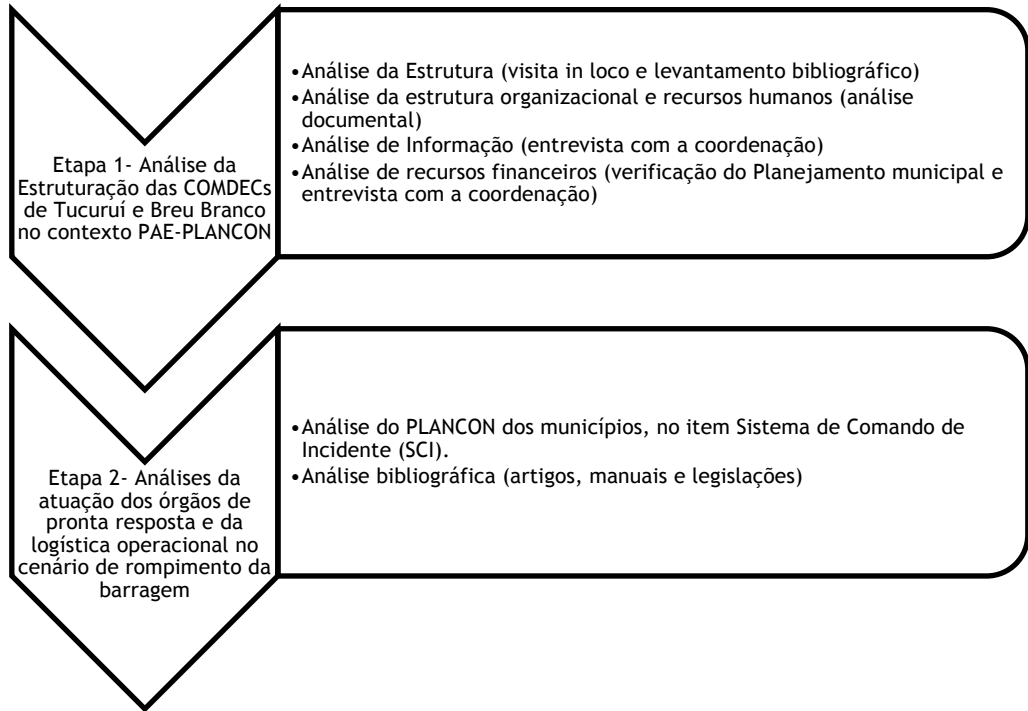 Etapa 1- Análise da
Estruturação das COMDECs
de Tucuruí e Breu Branco
no contexto PAE-PLANCON
•Análise da Estrutura (visita in loco e levantamento bibliográfico)
•Análise da estrutura organizacional e recursos humanos (análise
documental)
•Análise de Informação (entrevista com a coordenação)
•Análise de recursos financeiros (verificação do Planejamento municipal e
entrevista com a coordenação)
Etapa 2- Análises da
atuação dos órgãos de
pronta resposta e da
logística operacional no
cenário de rompimento da
barragem
•Análise do PLANCON dos municípios, no item Sistema de Comando de
Incidente (SCI).
•Análise bibliográfica (artigos, manuais e legislações)